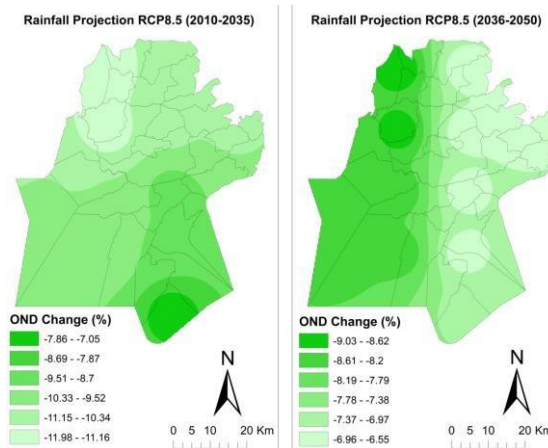 Rainfall Projection RCP8.5 (2010-2035)
OND Change (%)
-7.86 - -7.05
-8.69 - -7.87
-9.51 - -8.7
-10.33 - -9.52
-11.15 - -10.34
-11.98 - -11.16
N
0 5 10 20 Km
Rainfall Projection RCP8.5 (2036-2050)
OND Change (%)
-9.03 - -8.62
-8.61 - -8.2
-8.19 - -7.79
-7.78 - -7.38
-7.37 - -6.97
-6.96 - -6.55
N
0 5 10 20 Km